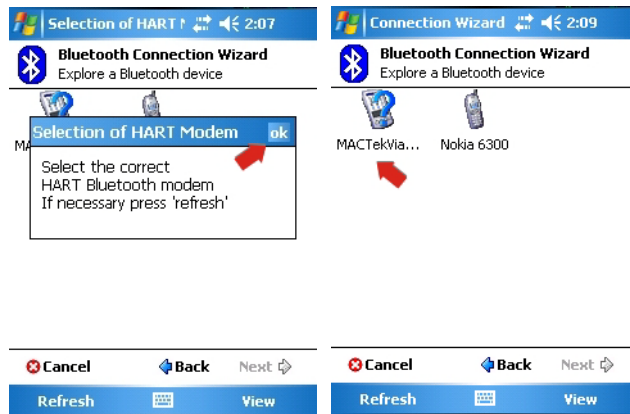 Selection of HART M 2:07
Bluetooth Connection Wizard
Explore a Bluetooth device
MA
Selection of HART Modem ok
Select the correct
HART Bluetooth modem
If necessary press 'refresh'
Cancel Back Next
Refresh View
Connection Wizard 2:09
Bluetooth Connection Wizard
Explore a Bluetooth device
MACTekVia... Nokia 6300
Cancel Back Next
Refresh View